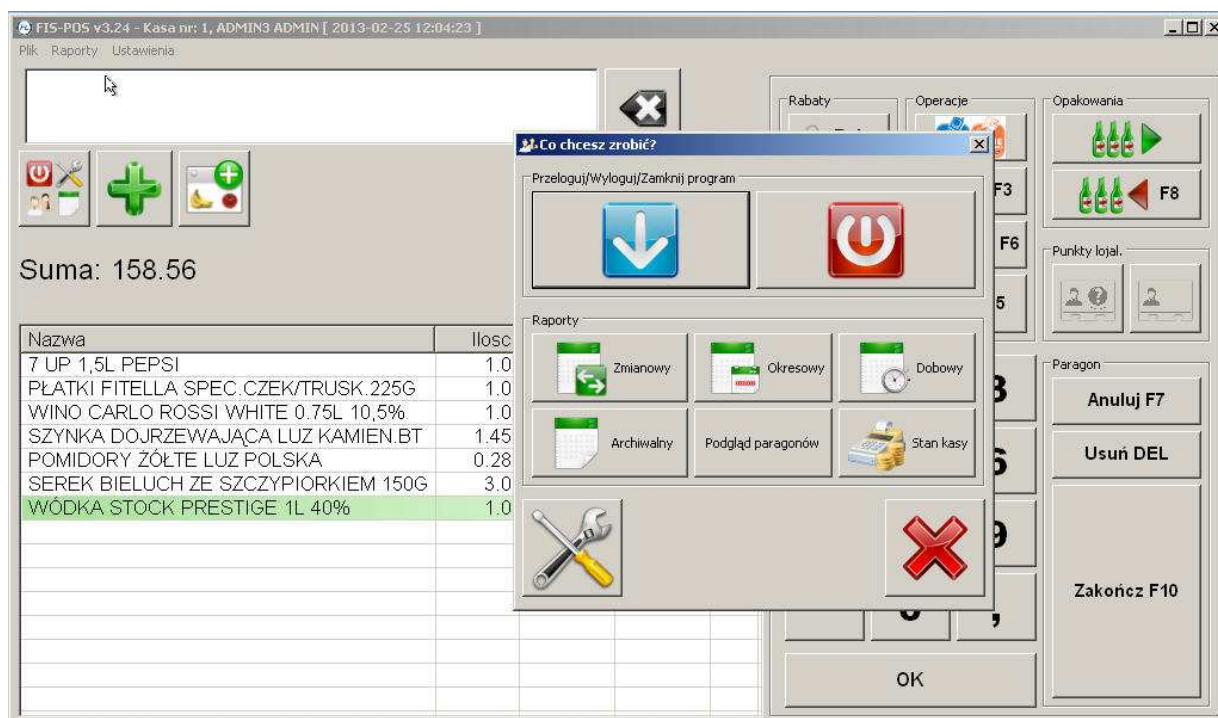 FIS-POS v3.24 - Kasa nr: 1, ADMIN3 ADMIN [ 2013-02-25 12:04:23 ]
Plik Raporty Ustawienia
Suma: 158.56
Nazwa Ilosc
7 UP 1,5L PEPSI 1.0
PŁATKI FITELLA SPEC.CZEK/TRUSK.225G 1.0
WINO CARLO ROSSI WHITE 0.75L 10,5% 1.0
SZYNKA DOJRZEWAJĄCA LUZ KAMIEN.BT 1.45
POMIDORY ŻÓŁTE LUZ POLSKA 0.28
SEREK BIELUCH ZE SZCZYPIORKIEM 150G 3.0
WÓDKA STOCK PRESTIGE 1L 40% 1.0
Co chcesz zrobić?
Przeloguj/Wyloguj/Zamknij program
Raporty
Zmianowy Okresowy Dobowy
Archiwalny Podgląd paragonów Stan kasy
Rabaty Operacje Opakowania
F3 F8
F6
Punkty lojal.
5
Paragon
Anuluj F7
Usuń DEL
9
Zakończ F10
,
OK